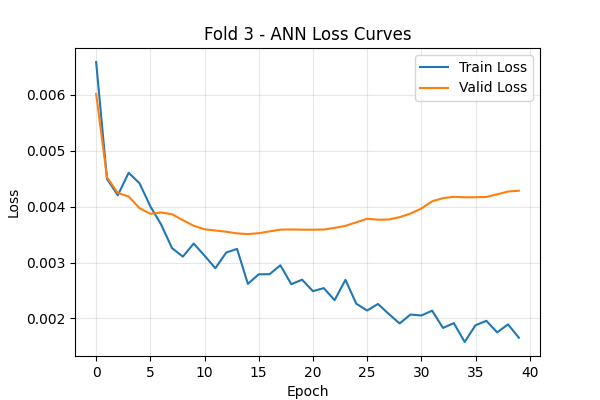 Fold 3 - ANN Loss Curves
Train Loss
Valid Loss
Loss
0.006
0.005
0.004
0.003
0.002
0 5 10 15 20 25 30 35 40
Epoch